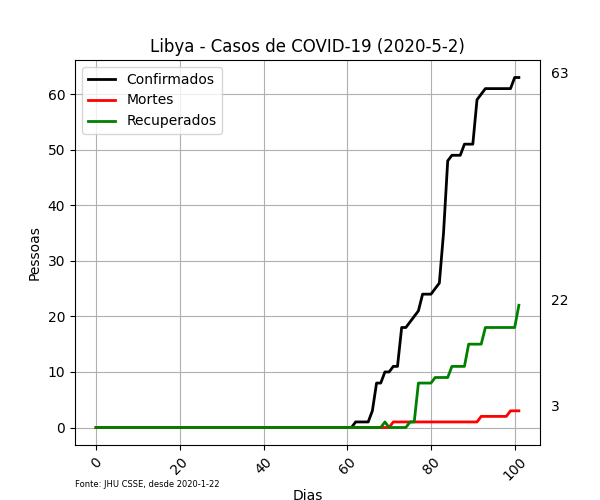 Libya - Casos de COVID-19 (2020-5-2)
Confirmados
Mortes
Recuperados
Pessoas
60
50
40
30
20
10
0
63
22
3
0
20
40
60
80
100
Fonte: JHU CSSE, desde 2020-1-22
Dias